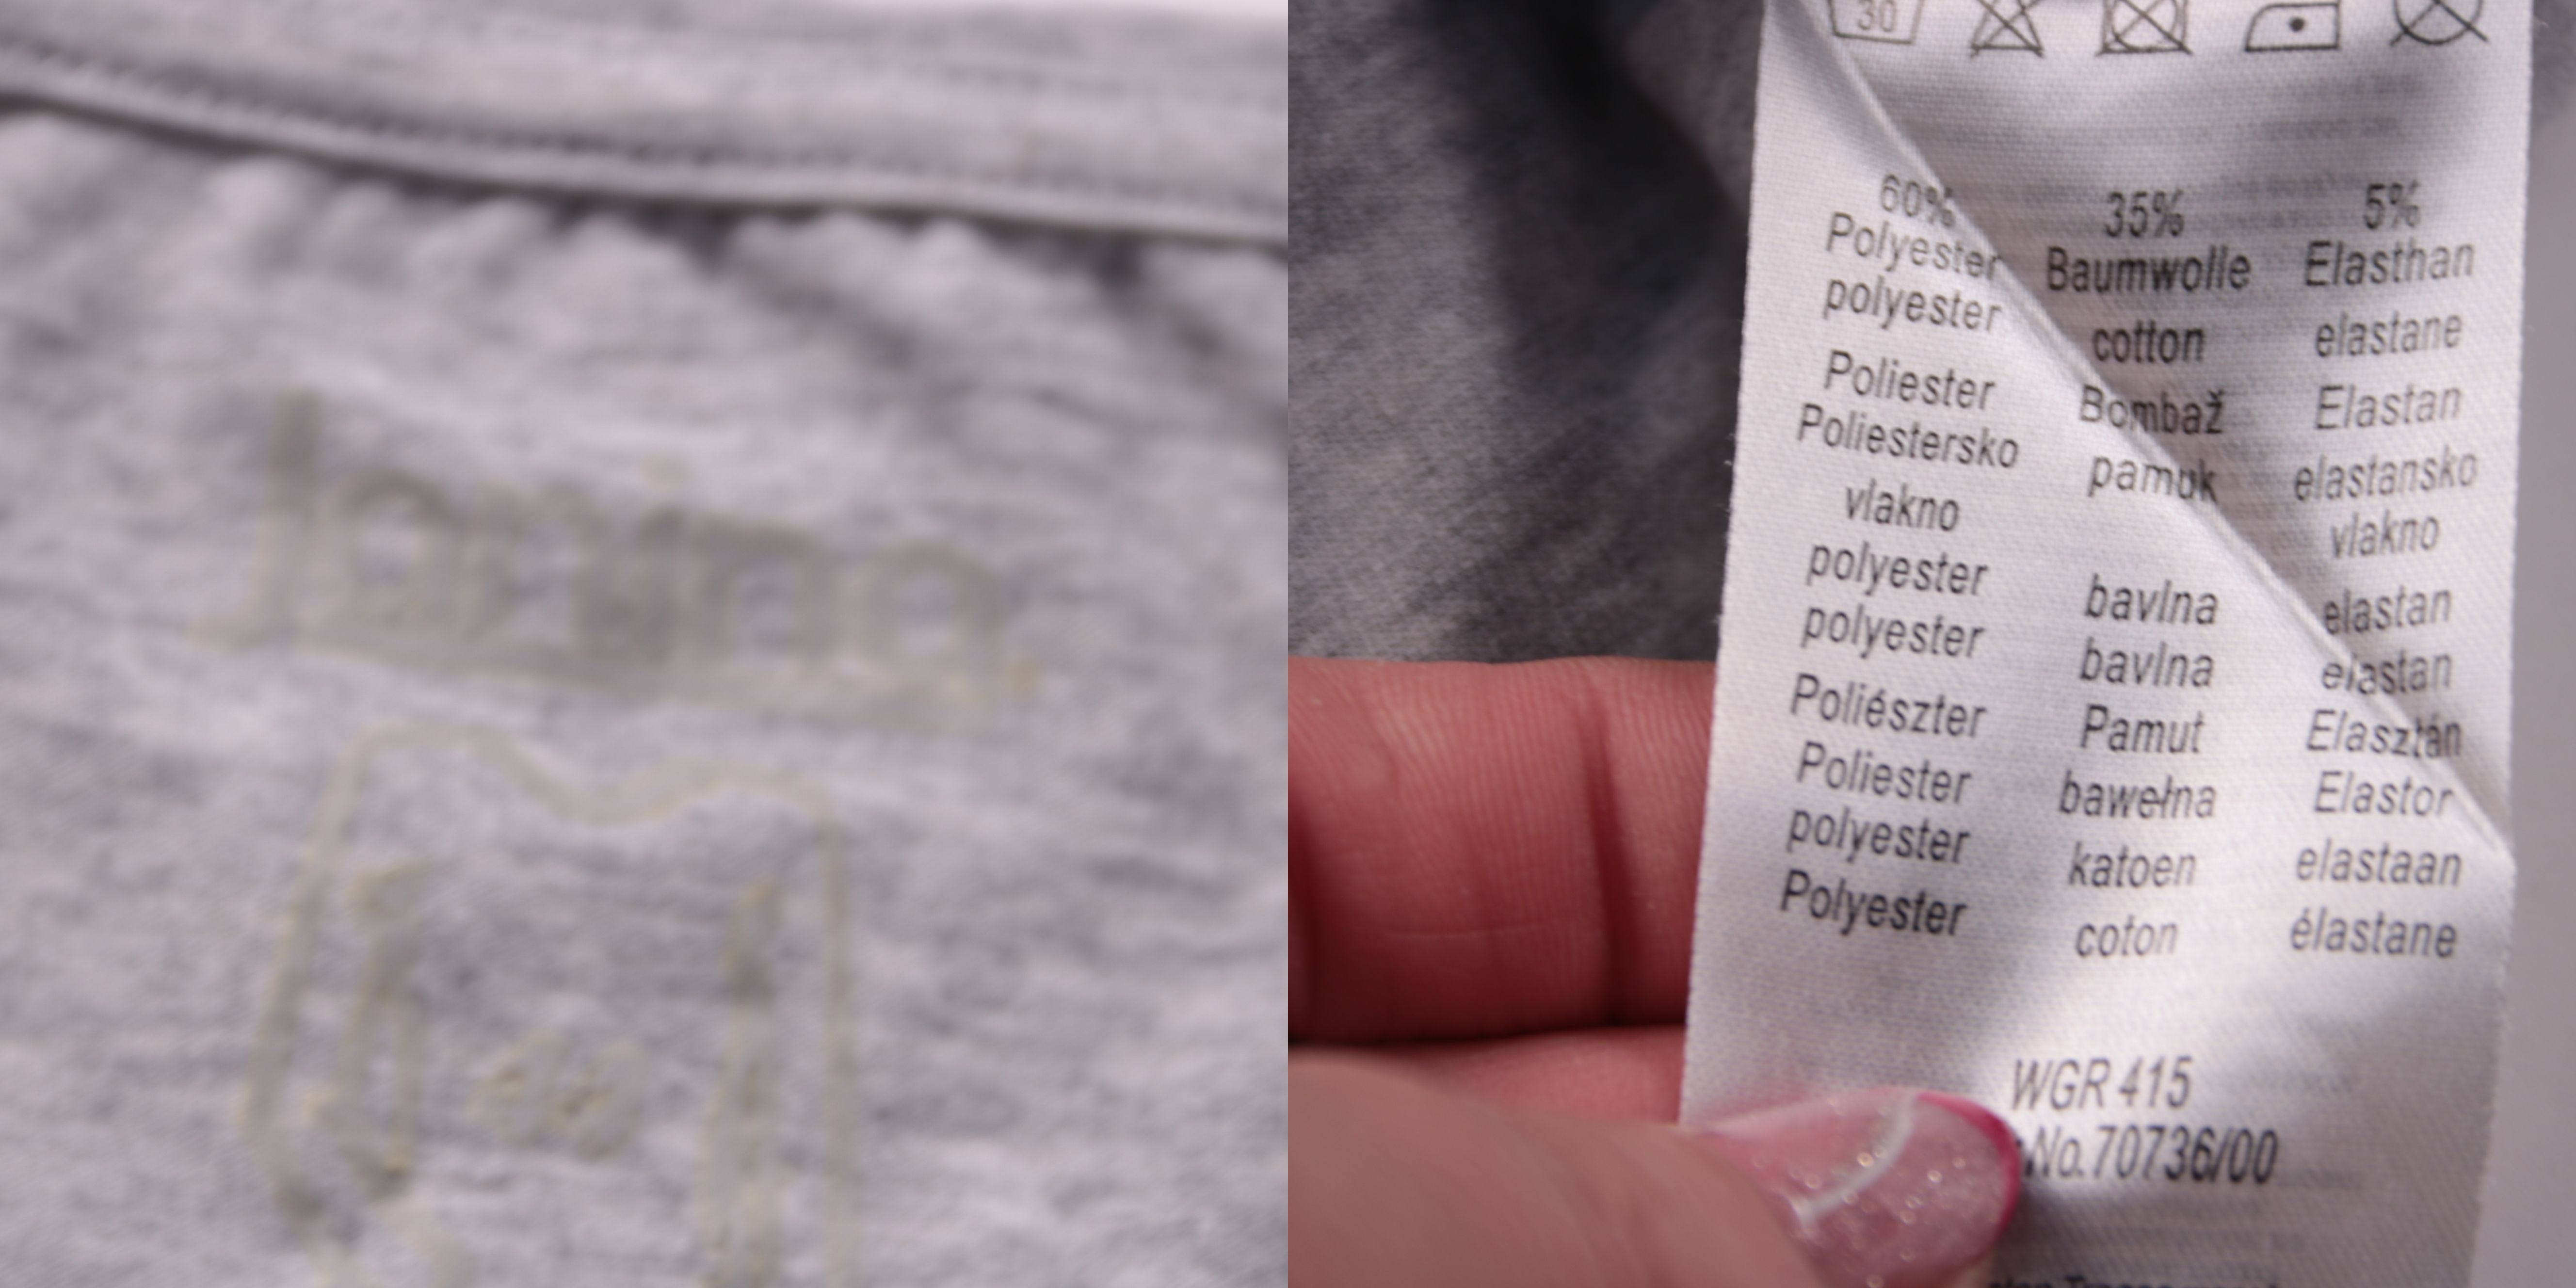 Janina
30
60% 35% 5%
Polyester Baumwolle Elasthan
polyester cotton elastane
Poliester Bombaž Elastan
Poliestersko pamuk elastansko
vlakno vlakno
polyester bavlna elastan
polyester bavlna elastan
Poliészter Pamut Elasztán
Poliester bawełna Elastor
polyester katoen elastaan
Polyester coton élastane
WGR 415
No.70736/00